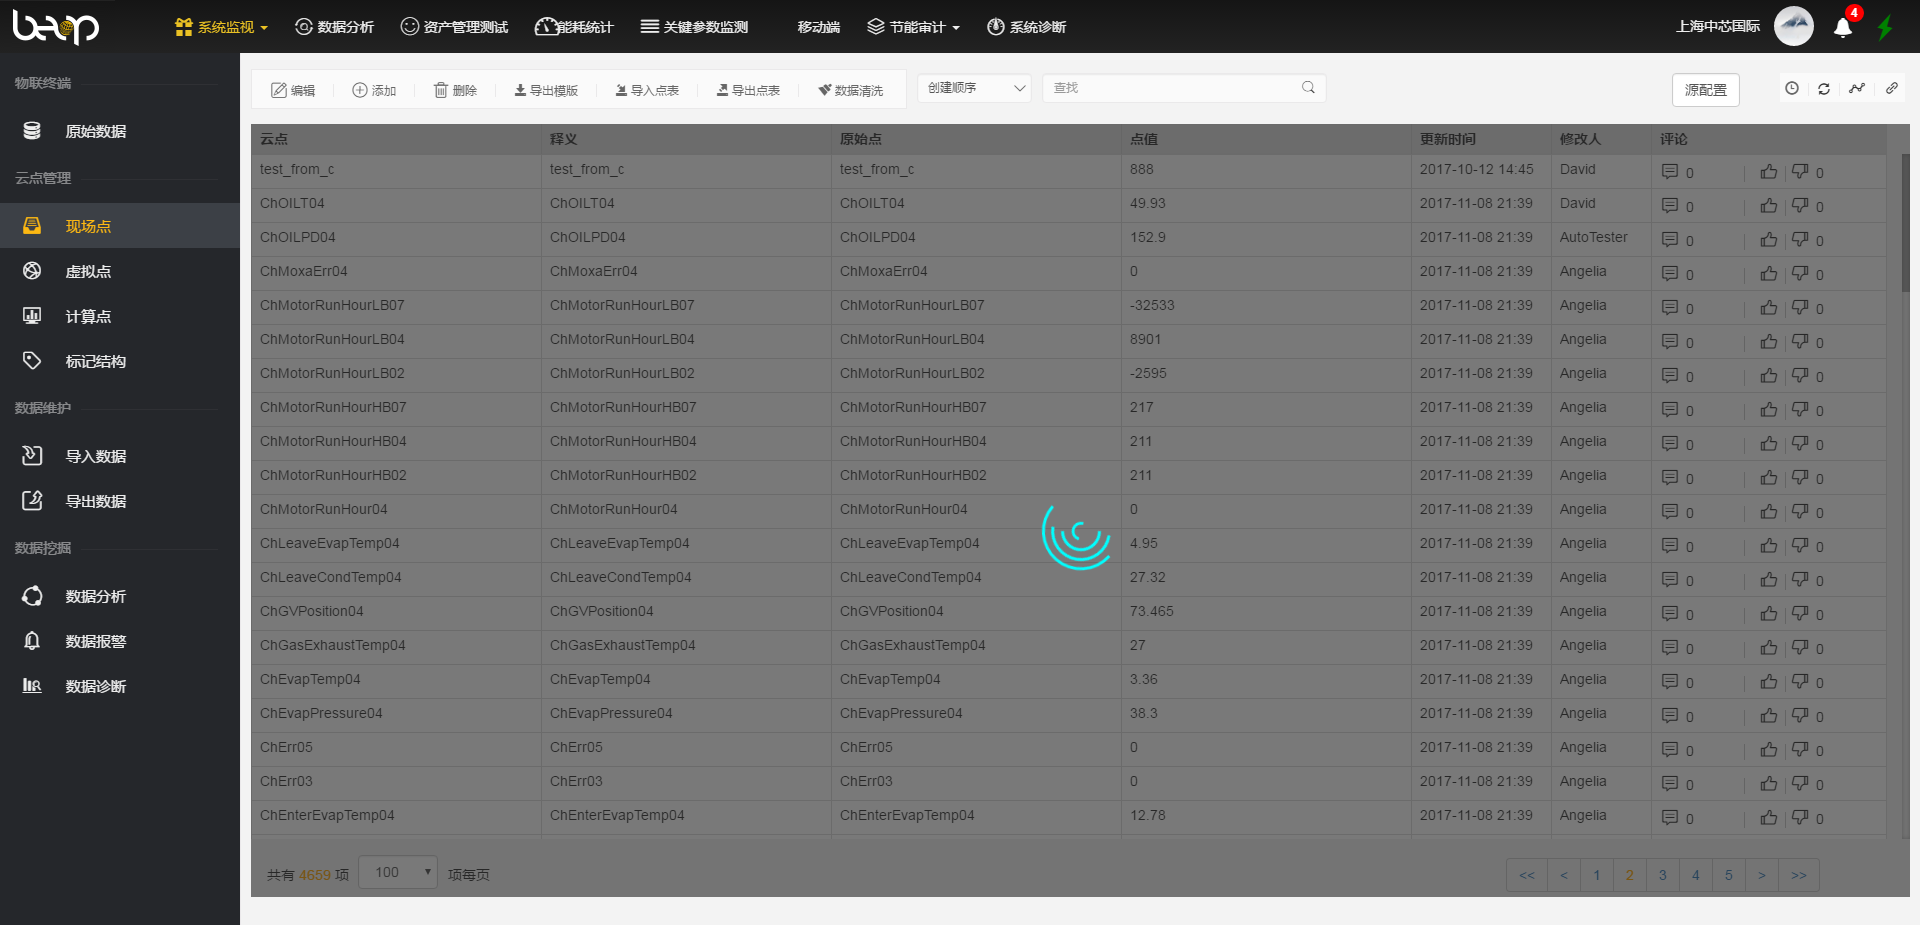 beop 系统监视 数据分析 资产管理测试 能耗统计 关键参数监测 移动端 节能审计 系统诊断 上海中芯国际 4
物联终端
原始数据
云点管理
现场点
虚拟点
计算点
标记结构
数据维护
导入数据
导出数据
数据挖掘
数据分析
数据报警
数据诊断
编辑 添加 删除 导出模版 导入点表 导出点表 数据清洗 创建顺序 查找 源配置
云点 释义 原始点 点值 更新时间 修改人 评论
test_from_c test_from_c test_from_c 888 2017-10-12 14:45 David 0 0
ChOILT04 ChOILT04 ChOILT04 49.93 2017-11-08 21:39 David 0 0
ChOILPD04 ChOILPD04 ChOILPD04 152.9 2017-11-08 21:39 AutoTester 0 0
ChMoxaErr04 ChMoxaErr04 ChMoxaErr04 0 2017-11-08 21:39 Angelia 0 0
ChMotorRunHourLB07 ChMotorRunHourLB07 ChMotorRunHourLB07 -32533 2017-11-08 21:39 Angelia 0 0
ChMotorRunHourLB04 ChMotorRunHourLB04 ChMotorRunHourLB04 8901 2017-11-08 21:39 Angelia 0 0
ChMotorRunHourLB02 ChMotorRunHourLB02 ChMotorRunHourLB02 -2595 2017-11-08 21:39 Angelia 0 0
ChMotorRunHourHB07 ChMotorRunHourHB07 ChMotorRunHourHB07 217 2017-11-08 21:39 Angelia 0 0
ChMotorRunHourHB04 ChMotorRunHourHB04 ChMotorRunHourHB04 211 2017-11-08 21:39 Angelia 0 0
ChMotorRunHourHB02 ChMotorRunHourHB02 ChMotorRunHourHB02 211 2017-11-08 21:39 Angelia 0 0
ChMotorRunHour04 ChMotorRunHour04 ChMotorRunHour04 0 2017-11-08 21:39 Angelia 0 0
ChLeaveEvapTemp04 ChLeaveEvapTemp04 ChLeaveEvapTemp04 4.95 2017-11-08 21:39 Angelia 0 0
ChLeaveCondTemp04 ChLeaveCondTemp04 ChLeaveCondTemp04 27.32 2017-11-08 21:39 Angelia 0 0
ChGVPosition04 ChGVPosition04 ChGVPosition04 73.465 2017-11-08 21:39 Angelia 0 0
ChGasExhaustTemp04 ChGasExhaustTemp04 ChGasExhaustTemp04 27 2017-11-08 21:39 Angelia 0 0
ChEvapTemp04 ChEvapTemp04 ChEvapTemp04 3.36 2017-11-08 21:39 Angelia 0 0
ChEvapPressure04 ChEvapPressure04 ChEvapPressure04 38.3 2017-11-08 21:39 Angelia 0 0
ChErr05 ChErr05 ChErr05 0 2017-11-08 21:39 Angelia 0 0
ChErr03 ChErr03 ChErr03 0 2017-11-08 21:39 Angelia 0 0
ChEnterEvapTemp04 ChEnterEvapTemp04 ChEnterEvapTemp04 12.78 2017-11-08 21:39 Angelia 0 0
共有 4659 项 100 项每页 << < 1 2 3 4 5 > >>